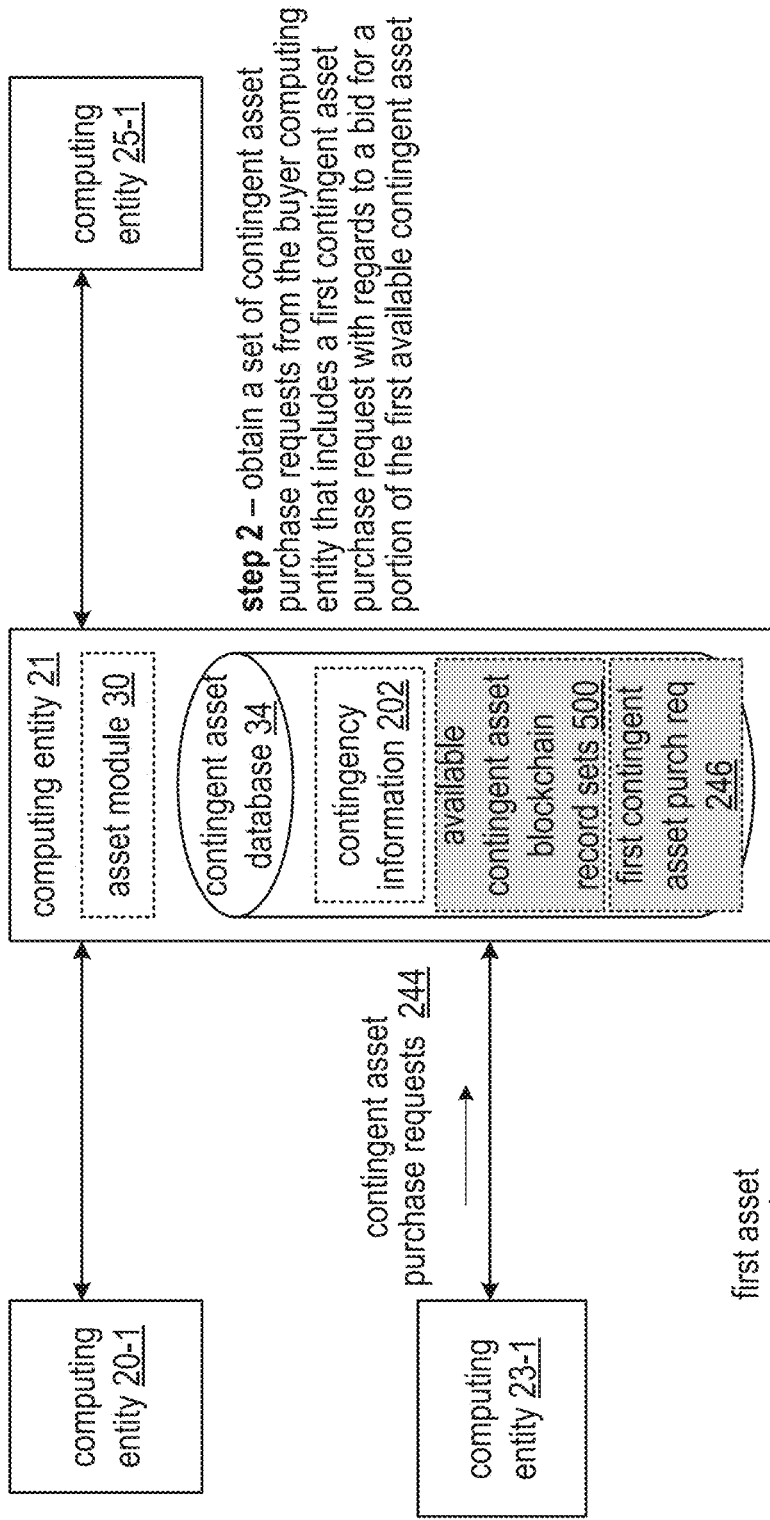 computing
entity 20-1
computing entity 21
asset module 30
contingent asset
database 34
contingency
information 202
available
contingent asset
blockchain
record sets 500
first contingent
asset purch req
246
computing
entity 25-1
step 2 – obtain a set of contingent asset
purchase requests from the buyer computing
entity that includes a first contingent asset
purchase request with regards to a bid for a
portion of the first available contingent asset
contingent asset
purchase requests 244
computing
entity 23-1
first asset